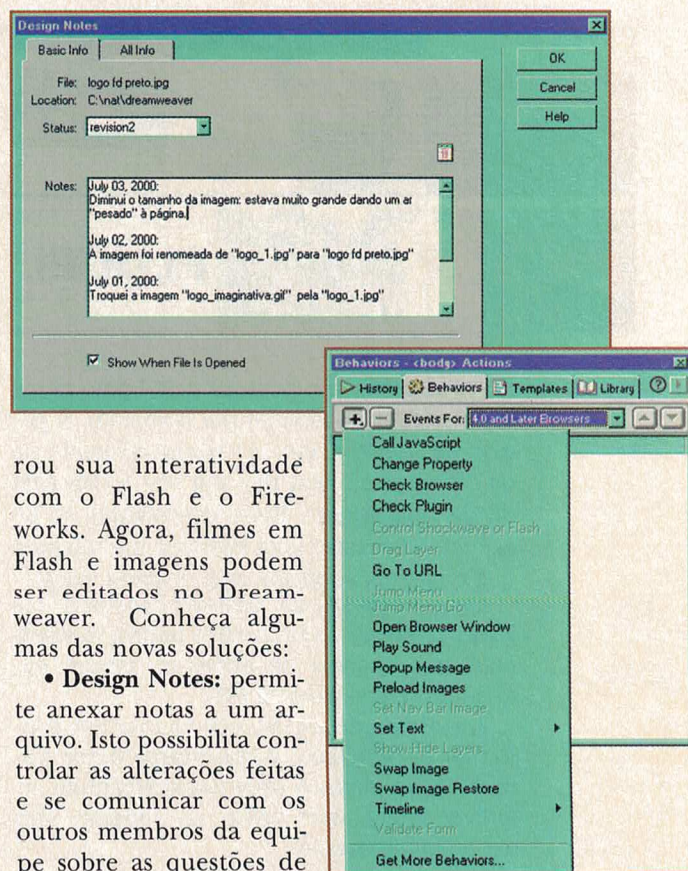 Design Notes
Basic Info All Info
OK
Cancel
Help
File: logo fd preto.jpg
Location: C:\nat\dreamweaver
Status: revision2
Notes: July 03, 2000:
Diminui o tamanho da imagem: estava muito grande dando um ar
"pesado" à página.
July 02, 2000:
A imagem foi renomeada de "logo_1.jpg" para "logo fd preto.jpg"
July 01, 2000:
Troquei a imagem "logo_imaginativa.gif" pela "logo_1.jpg"
Show When File Is Opened
Behaviors - <body> Actions
History Behaviors Templates Library ?
+ - Events For: 4.0 and Later Browsers
Call JavaScript
Change Property
Check Browser
Check Plugin
Control Shockwave or Flash
Drag Layer
Go To URL
Jump Menu
Jump Menu Go
Open Browser Window
Play Sound
Popup Message
Preload Images
Set Nav Bar Image
Set Text
Show-Hide Layers
Swap Image
Swap Image Restore
Timeline
Validate Form
Get More Behaviors...
rou sua interatividade
com o Flash e o Fire-
works. Agora, filmes em
Flash e imagens podem
ser editados no Dream-
weaver. Conheça algu-
mas das novas soluções:
• Design Notes: permi-
te anexar notas a um ar-
quivo. Isto possibilita con-
trolar as alterações feitas
e se comunicar com os
outros membros da equi-
pe sobre as questões de